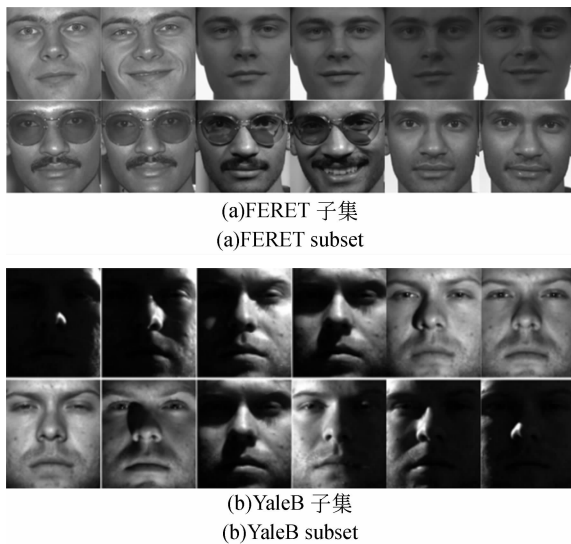 (a)FERET 子集
(a)FERET subset
(b)YaleB 子集
(b)YaleB subset